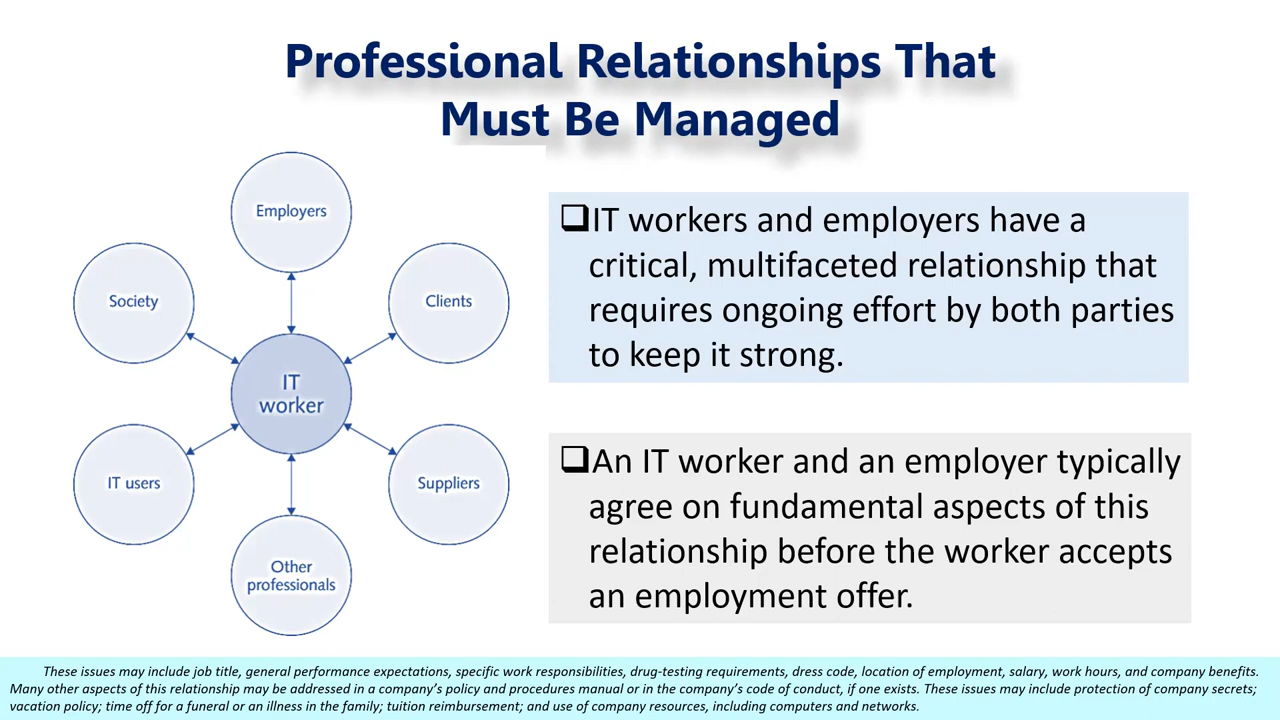 Professional Relationships That
Must Be Managed
Employers
Society
Clients
IT
worker
IT users
Suppliers
Other
professionals
❑IT workers and employers have a
critical, multifaceted relationship that
requires ongoing effort by both parties
to keep it strong.
❑An IT worker and an employer typically
agree on fundamental aspects of this
relationship before the worker accepts
an employment offer.
These issues may include job title, general performance expectations, specific work responsibilities, drug-testing requirements, dress code, location of employment, salary, work hours, and company benefits.
Many other aspects of this relationship may be addressed in a company’s policy and procedures manual or in the company’s code of conduct, if one exists. These issues may include protection of company secrets;
vacation policy; time off for a funeral or an illness in the family; tuition reimbursement; and use of company resources, including computers and networks.